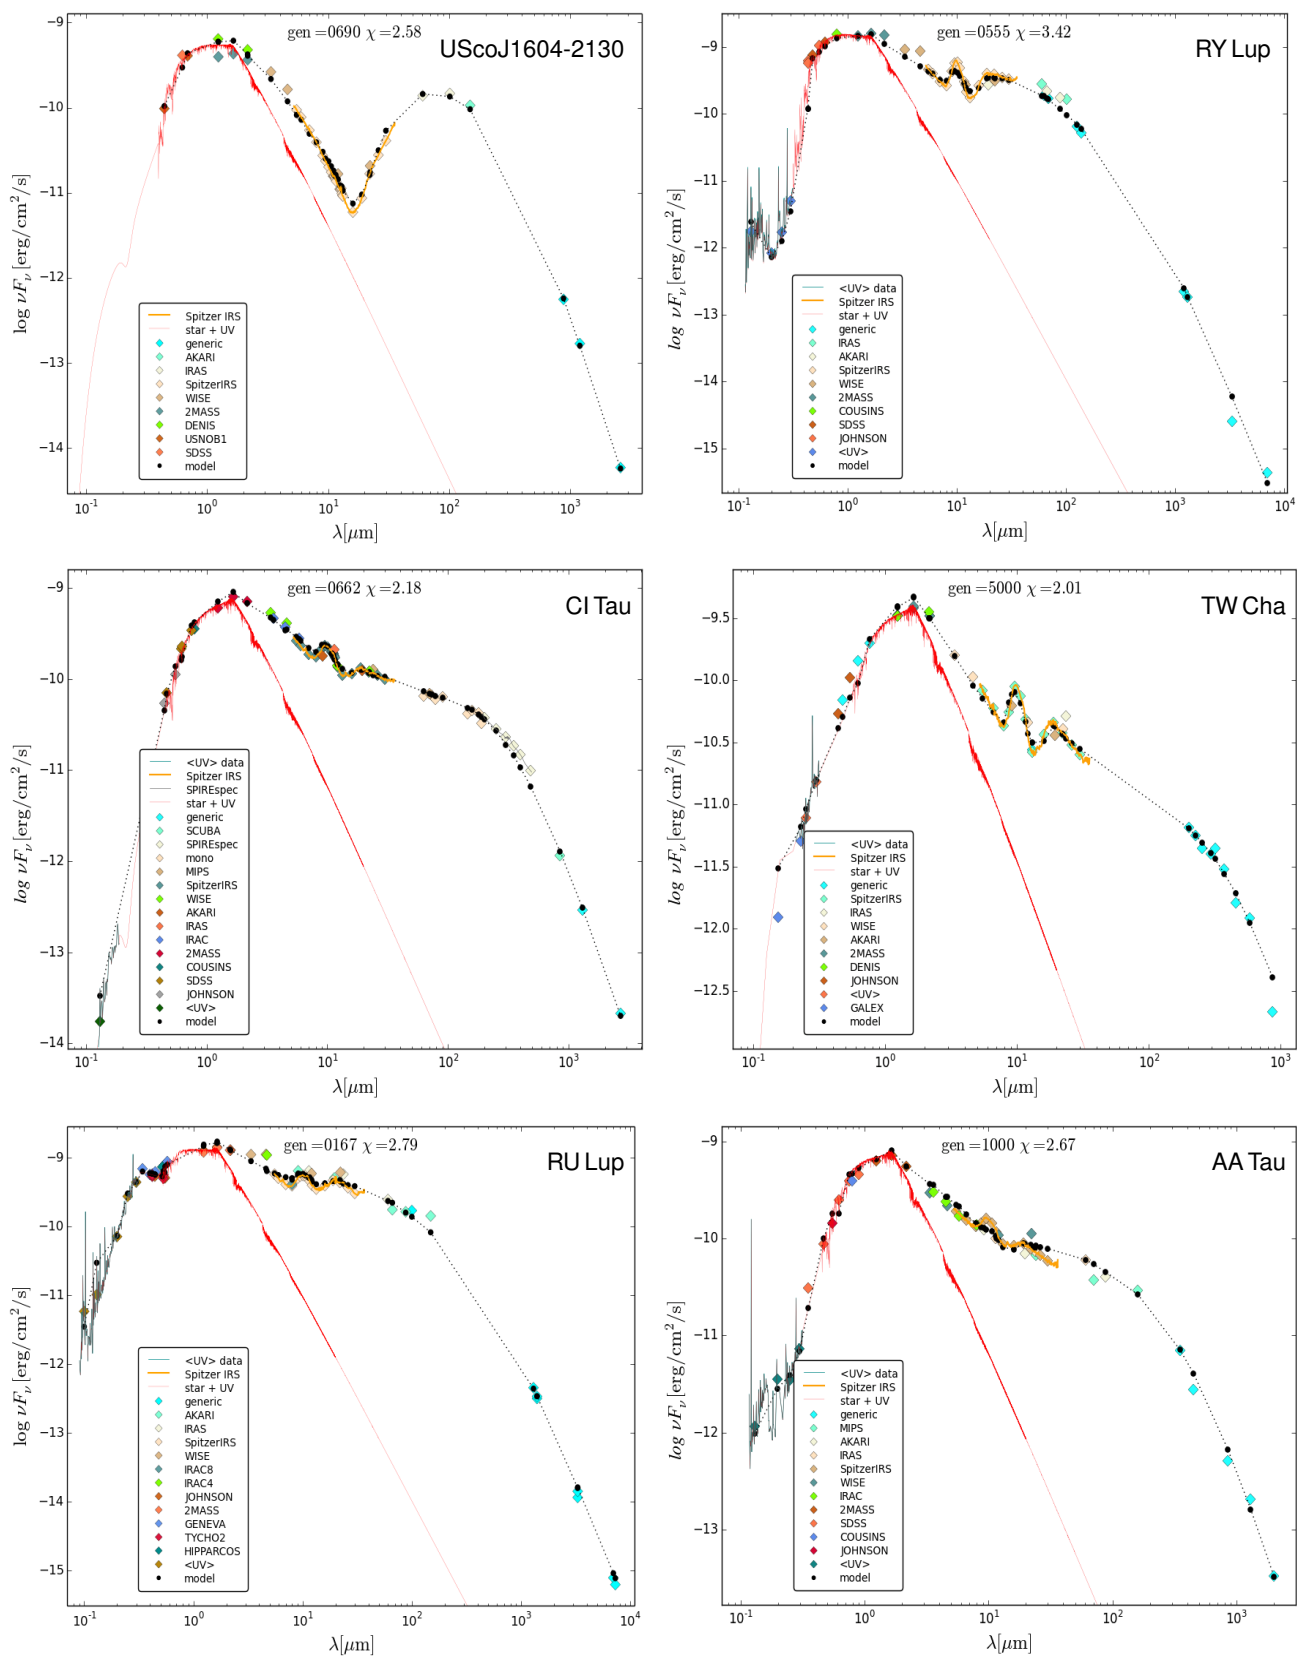 gen =0690 χ=2.58
UScoJ1604-2130
log νFν [erg/cm²/s]
−9
−10
−11
−12
−13
−14
Spitzer IRS
star + UV
generic
AKARI
IRAS
SpitzerIRS
WISE
2MASS
DENIS
USNOB1
SDSS
model
10⁻¹ 10⁰ 10¹ 10² 10³
λ[μm]
gen =0555 χ=3.42
RY Lup
log νFν [erg/cm²/s]
−9
−10
−11
−12
−13
−14
−15
<UV> data
Spitzer IRS
star + UV
generic
IRAS
AKARI
SpitzerIRS
WISE
2MASS
COUSINS
SDSS
JOHNSON
<UV>
model
10⁻¹ 10⁰ 10¹ 10² 10³ 10⁴
λ[μm]
gen =0662 χ=2.18
CI Tau
log νFν [erg/cm²/s]
−9
−10
−11
−12
−13
−14
<UV> data
Spitzer IRS
SPIREspec
star + UV
generic
SCUBA
SPIREspec
mono
MIPS
SpitzerIRS
WISE
AKARI
IRAS
IRAC
2MASS
COUSINS
SDSS
JOHNSON
<UV>
model
10⁻¹ 10⁰ 10¹ 10² 10³
λ[μm]
gen =5000 χ=2.01
TW Cha
log νFν [erg/cm²/s]
−9.5
−10.0
−10.5
−11.0
−11.5
−12.0
−12.5
<UV> data
Spitzer IRS
star + UV
generic
SpitzerIRS
IRAS
WISE
AKARI
2MASS
DENIS
JOHNSON
<UV>
GALEX
model
10⁻¹ 10⁰ 10¹ 10² 10³
λ[μm]
gen =0167 χ=2.79
RU Lup
log νFν [erg/cm²/s]
−9
−10
−11
−12
−13
−14
−15
<UV> data
Spitzer IRS
star + UV
generic
AKARI
IRAS
SpitzerIRS
WISE
IRAC8
IRAC4
JOHNSON
2MASS
GENEVA
TYCHO2
HIPPARCOS
<UV>
model
10⁻¹ 10⁰ 10¹ 10² 10³ 10⁴
λ[μm]
gen =1000 χ=2.67
AA Tau
log νFν [erg/cm²/s]
−9
−10
−11
−12
−13
<UV> data
Spitzer IRS
star + UV
generic
MIPS
AKARI
IRAS
SpitzerIRS
WISE
IRAC
2MASS
SDSS
COUSINS
JOHNSON
<UV>
model
10⁻¹ 10⁰ 10¹ 10² 10³
λ[μm]